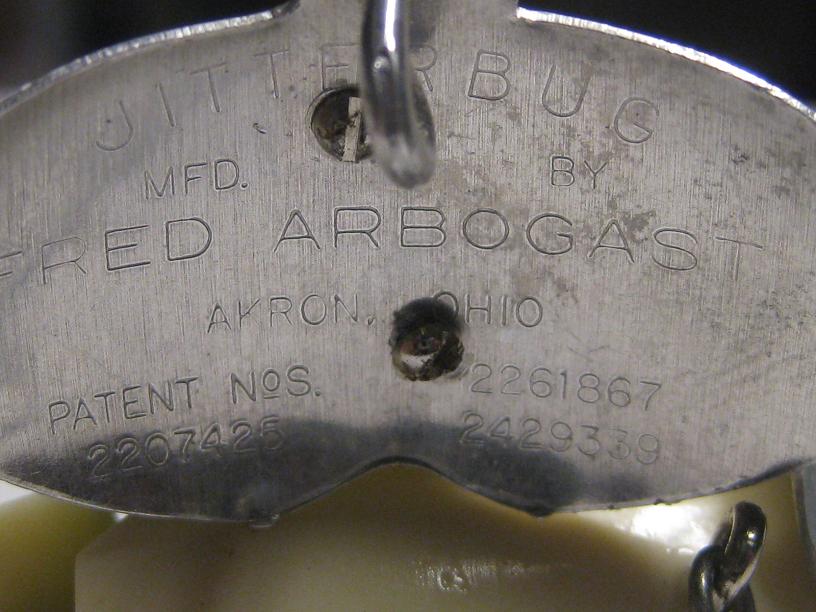 JITTERBUG
MFD. BY
FRED ARBOGAST
AKRON, OHIO
PATENT NOS. 2261867
2207425 2429339